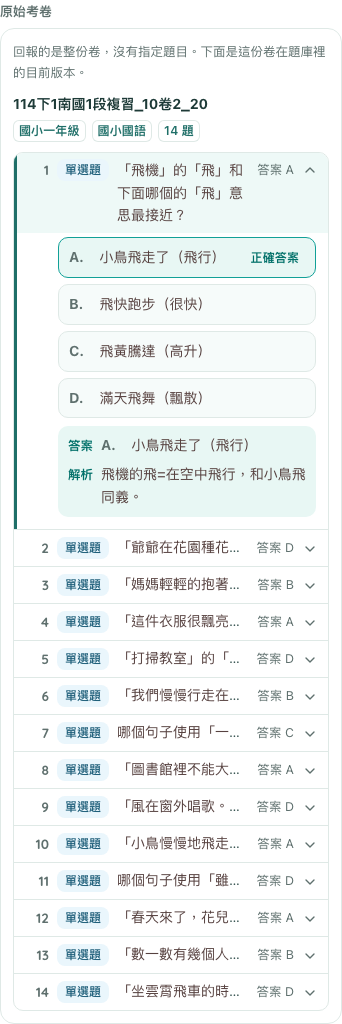 原始考卷
回報的是整份卷，沒有指定題目。下面是這份卷在題庫裡
的目前版本。
114下1南國1段複習_10卷2_20
國小一年級 國小國語 14 題
1 單選題 「飛機」的「飛」和 答案 A
下面哪個的「飛」意
思最接近？
A. 小鳥飛走了（飛行） 正確答案
B. 飛快跑步（很快）
C. 飛黃騰達（高升）
D. 滿天飛舞（飄散）
答案 A. 小鳥飛走了（飛行）
解析 飛機的飛=在空中飛行，和小鳥飛
同義。
2 單選題 「爺爺在花園種花... 答案 D
3 單選題 「媽媽輕輕的抱著... 答案 B
4 單選題 「這件衣服很飄亮... 答案 A
5 單選題 「打掃教室」的「... 答案 D
6 單選題 「我們慢慢行走在... 答案 B
7 單選題 哪個句子使用「一... 答案 C
8 單選題 「圖書館裡不能大... 答案 A
9 單選題 「風在窗外唱歌。... 答案 D
10 單選題 「小鳥慢慢地飛走... 答案 A
11 單選題 哪個句子使用「雖... 答案 D
12 單選題 「春天來了，花兒... 答案 A
13 單選題 「數一數有幾個人... 答案 B
14 單選題 「坐雲霄飛車的時... 答案 D